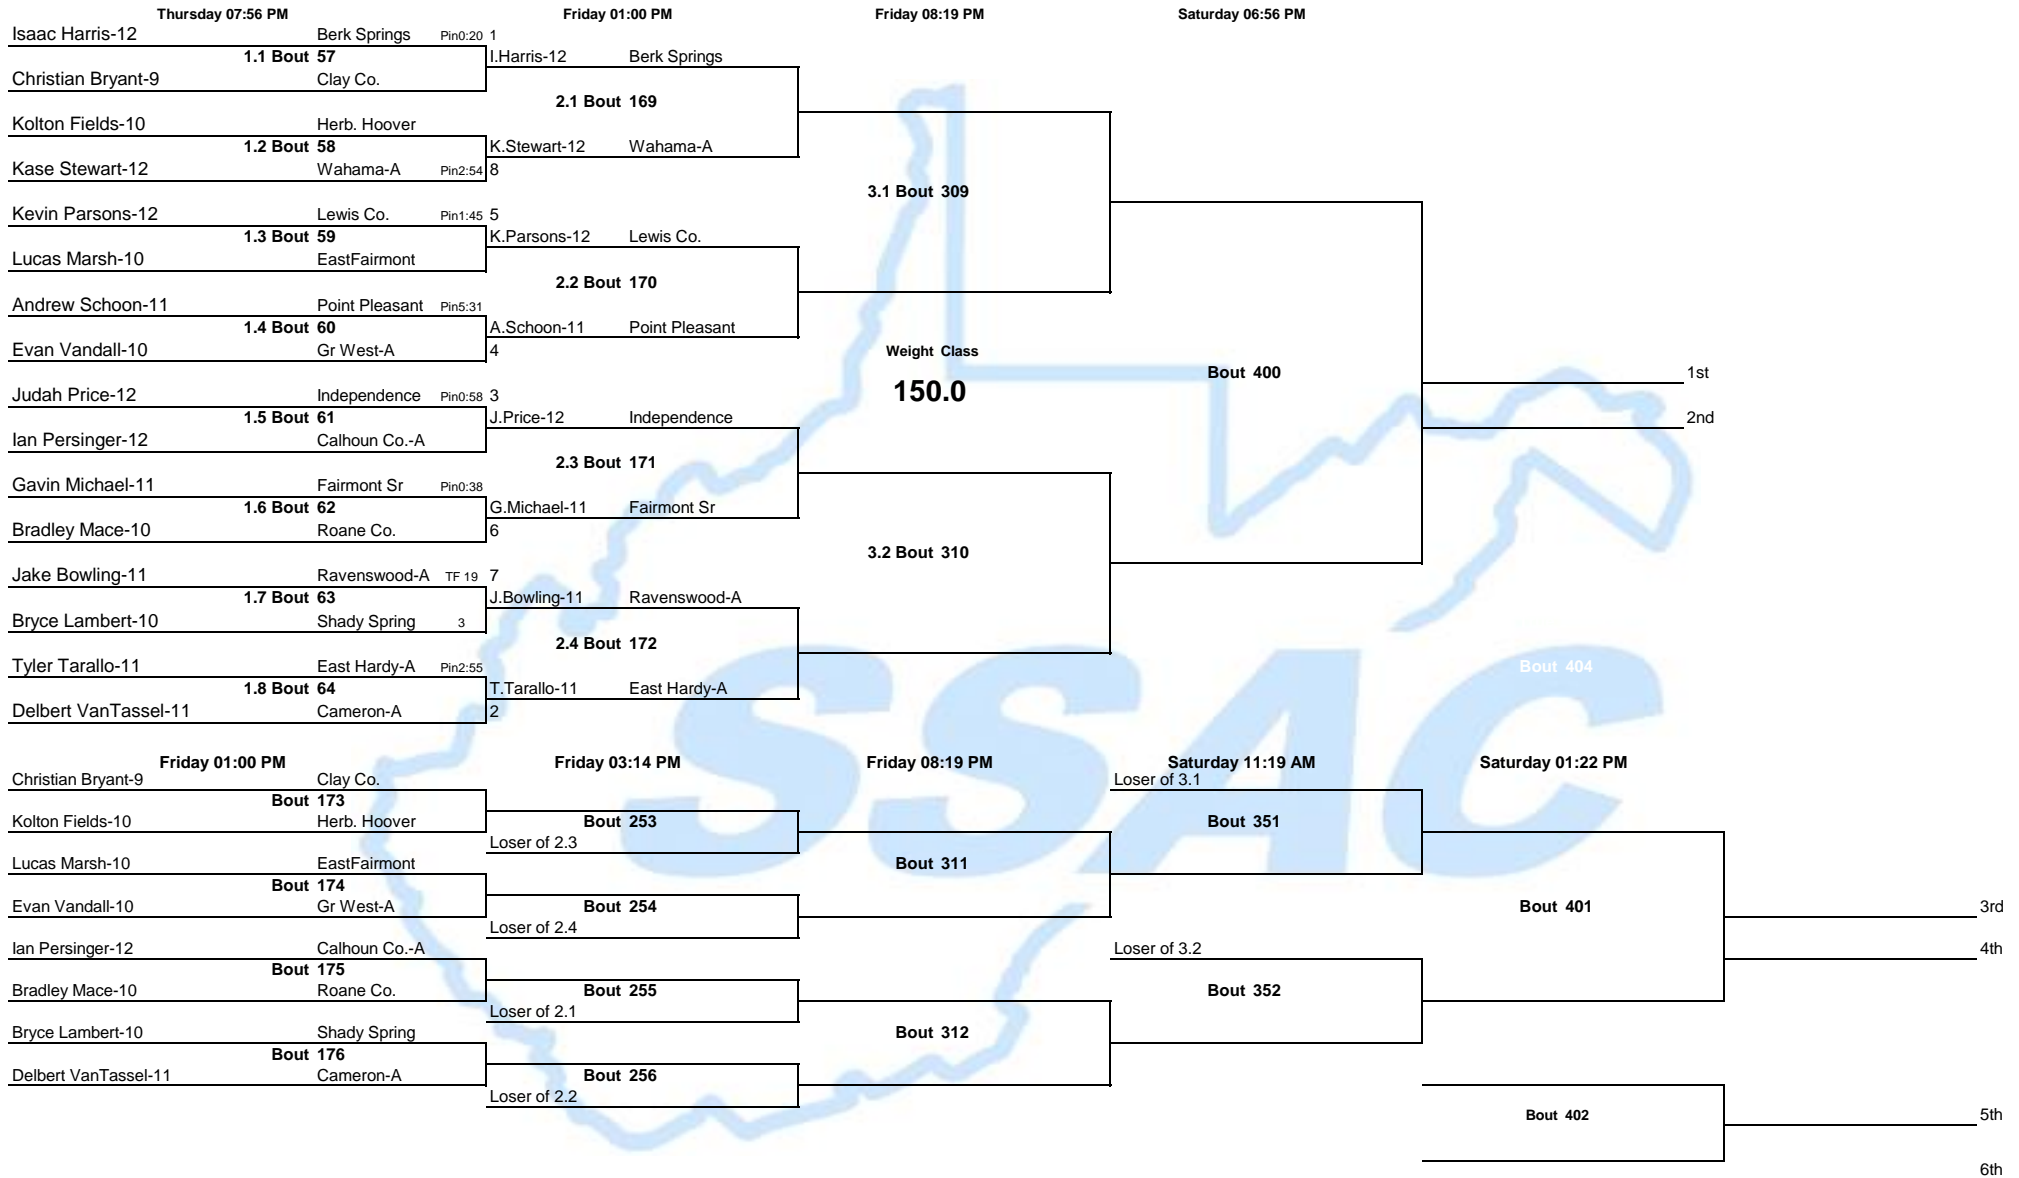 Thursday 07:56 PM Friday 01:00 PM Friday 08:19 PM Saturday 06:56 PM
Isaac Harris-12 Berk Springs Pin0:20 1
1.1 Bout 57 I.Harris-12 Berk Springs
Christian Bryant-9 Clay Co.
2.1 Bout 169
Kolton Fields-10 Herb. Hoover
1.2 Bout 58 K.Stewart-12 Wahama-A
Kase Stewart-12 Wahama-A Pin2:54 8
3.1 Bout 309
Kevin Parsons-12 Lewis Co. Pin1:45 5
1.3 Bout 59 K.Parsons-12 Lewis Co.
Lucas Marsh-10 EastFairmont
2.2 Bout 170
Andrew Schoon-11 Point Pleasant Pin5:31
1.4 Bout 60 A.Schoon-11 Point Pleasant
Evan Vandall-10 Gr West-A 4 Weight Class
Bout 400 1st
150.0
Judah Price-12 Independence Pin0:58 3
1.5 Bout 61 J.Price-12 Independence 2nd
Ian Persinger-12 Calhoun Co.-A
2.3 Bout 171
Gavin Michael-11 Fairmont Sr Pin0:38
1.6 Bout 62 G.Michael-11 Fairmont Sr
Bradley Mace-10 Roane Co. 6
3.2 Bout 310
Jake Bowling-11 Ravenswood-A TF 19 7
1.7 Bout 63 J.Bowling-11 Ravenswood-A
Bryce Lambert-10 Shady Spring 3
2.4 Bout 172
Tyler Tarallo-11 East Hardy-A Pin2:55 Bout 404
1.8 Bout 64 T.Tarallo-11 East Hardy-A
Delbert VanTassel-11 Cameron-A 2
SSAC
Friday 01:00 PM Friday 03:14 PM Friday 08:19 PM Saturday 11:19 AM Saturday 01:22 PM
Christian Bryant-9 Clay Co. Loser of 3.1
Bout 173
Kolton Fields-10 Herb. Hoover Bout 253 Bout 351
Loser of 2.3
Lucas Marsh-10 EastFairmont Bout 311
Bout 174
Evan Vandall-10 Gr West-A Bout 254 Bout 401 3rd
Loser of 2.4
Ian Persinger-12 Calhoun Co.-A Loser of 3.2 4th
Bout 175
Bradley Mace-10 Roane Co. Bout 255 Bout 352
Loser of 2.1
Bryce Lambert-10 Shady Spring Bout 312
Bout 176
Delbert VanTassel-11 Cameron-A Bout 256
Loser of 2.2
Bout 402 5th
6th